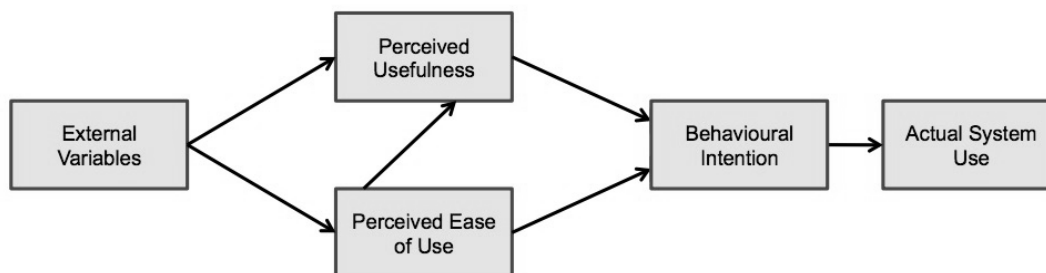 Perceived
Usefulness
External
Variables
Behavioural
Intention
Actual System
Use
Perceived Ease
of Use